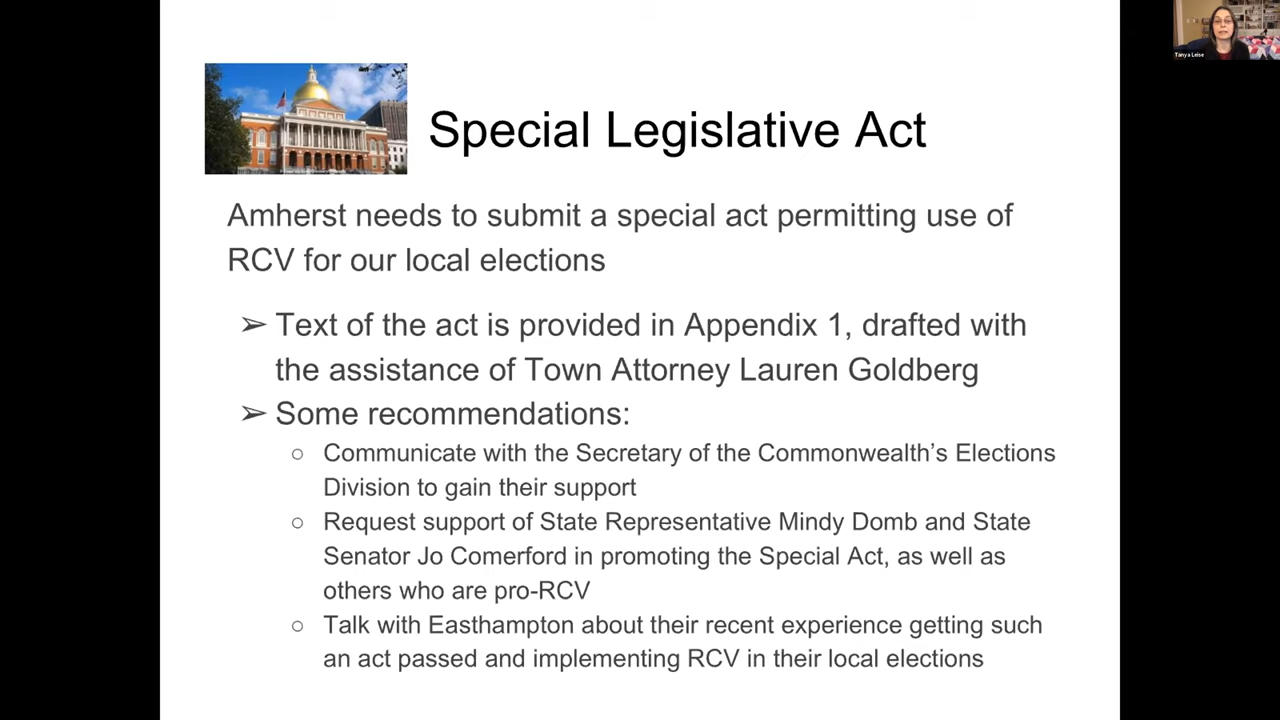 Tanya Leise
Special Legislative Act
Amherst needs to submit a special act permitting use of
RCV for our local elections
➢ Text of the act is provided in Appendix 1, drafted with
the assistance of Town Attorney Lauren Goldberg
➢ Some recommendations:
○ Communicate with the Secretary of the Commonwealth’s Elections
Division to gain their support
○ Request support of State Representative Mindy Domb and State
Senator Jo Comerford in promoting the Special Act, as well as
others who are pro-RCV
○ Talk with Easthampton about their recent experience getting such
an act passed and implementing RCV in their local elections